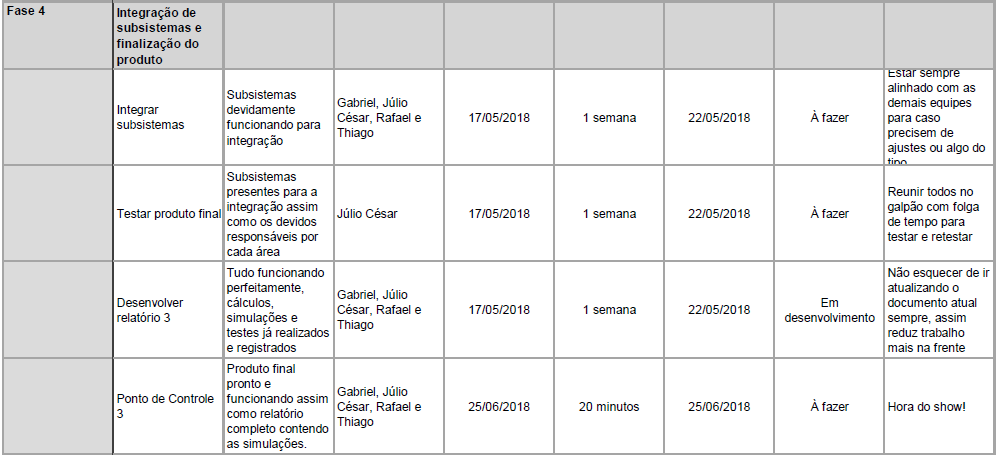 Fase 4
Integração de
subsistemas e
finalização do
produto
Integrar
subsistemas
Subsistemas
devidamente
funcionando para
integração
Gabriel, Júlio
César, Rafael e
Thiago
17/05/2018
1 semana
22/05/2018
À fazer
Estar sempre
alinhado com as
demais equipes
para caso
precisem de
ajustes ou algo do
tipo
Testar produto final
Subsistemas
presentes para a
integração assim
como os devidos
responsáveis por
cada área
Júlio César
17/05/2018
1 semana
22/05/2018
À fazer
Reunir todos no
galpão com folga
de tempo para
testar e retestar
Desenvolver
relatório 3
Tudo funcionando
perfeitamente,
cálculos,
simulações e
testes já realizados
e registrados
Gabriel, Júlio
César, Rafael e
Thiago
17/05/2018
1 semana
22/05/2018
Em
desenvolvimento
Não esquecer de ir
atualizando o
documento atual
sempre, assim
reduz trabalho
mais na frente
Ponto de Controle
3
Produto final
pronto e
funcionando assim
como relatório
completo contendo
as simulações.
Gabriel, Júlio
César, Rafael e
Thiago
25/06/2018
20 minutos
25/06/2018
À fazer
Hora do show!